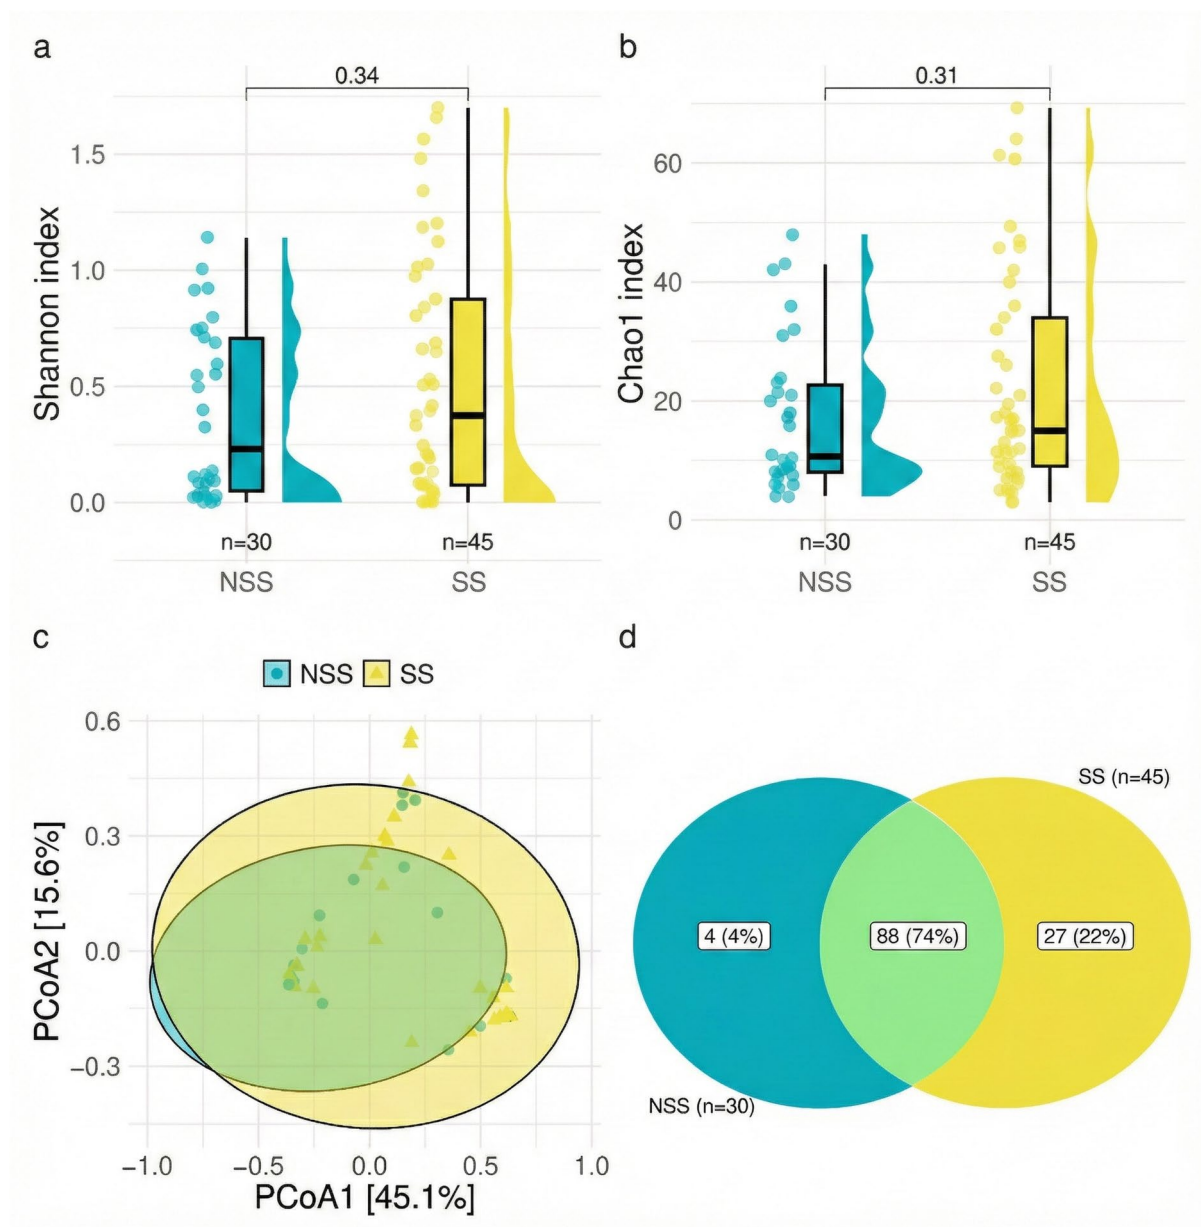 a
0.34
Shannon index
1.5
1.0
0.5
0.0
n=30
n=45
NSS
SS
b
0.31
Chao1 index
60
40
20
0
n=30
n=45
NSS
SS
c
NSS
SS
PCoA2 [15.6%]
0.6
0.3
0.0
−0.3
−1.0
−0.5
0.0
0.5
1.0
PCoA1 [45.1%]
d
SS (n=45)
4 (4%)
88 (74%)
27 (22%)
NSS (n=30)